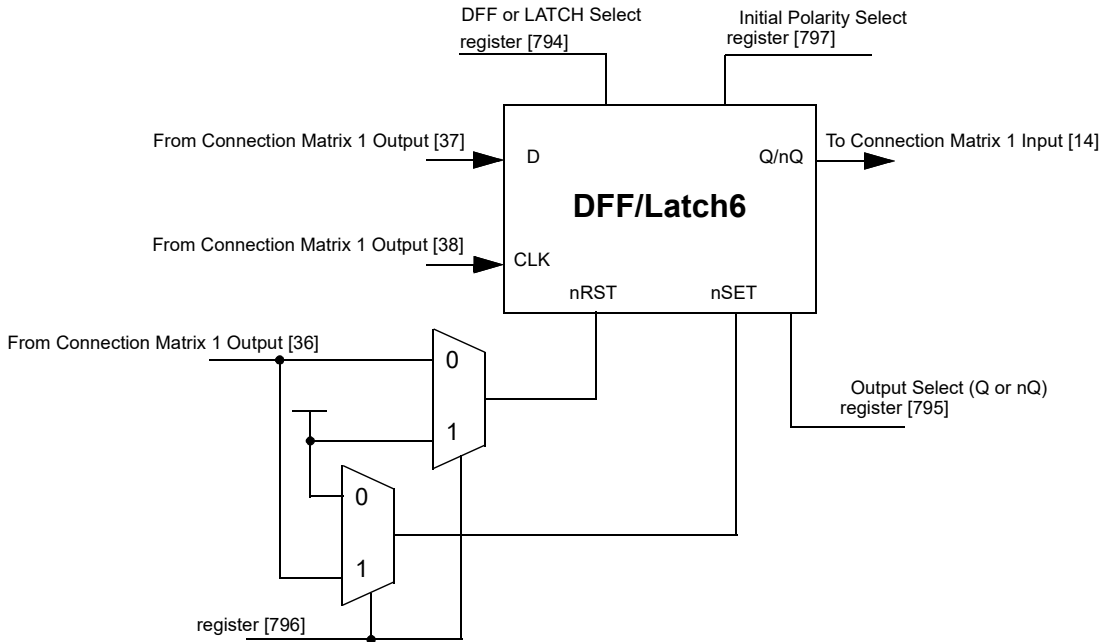 DFF or LATCH Select
register [794]
Initial Polarity Select
register [797]
From Connection Matrix 1 Output [37]
D
Q/nQ
To Connection Matrix 1 Input [14]
DFF/Latch6
From Connection Matrix 1 Output [38]
CLK
nRST
nSET
From Connection Matrix 1 Output [36]
0
1
Output Select (Q or nQ)
register [795]
0
1
register [796]